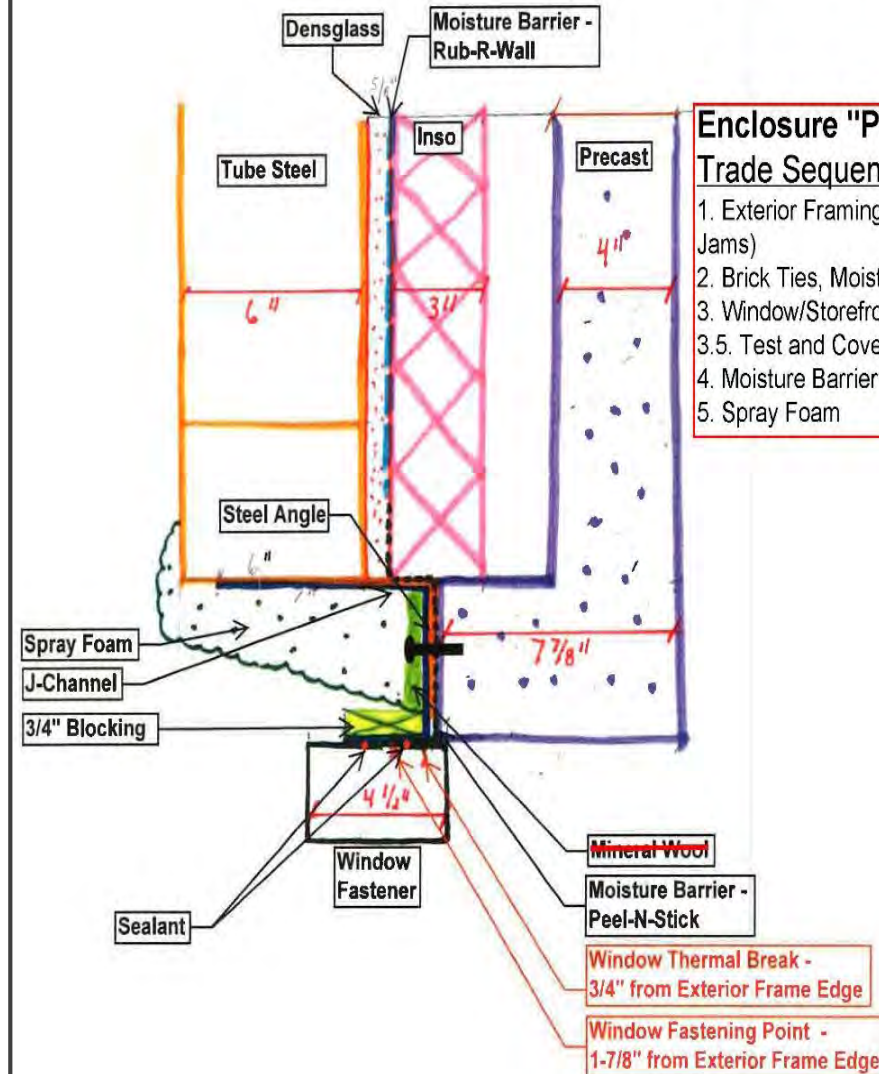 Densglass
Moisture Barrier -
Rub-R-Wall
5/8"
Inso
Tube Steel
Precast
Enclosure "P
Trade Sequen
1. Exterior Framing
Jams)
2. Brick Ties, Moist
3. Window/Storefro
3.5. Test and Cove
4. Moisture Barrier
5. Spray Foam
6"
3"
4"
Steel Angle
6"
Spray Foam
J-Channel
3/4" Blocking
7 7/8"
4 1/2"
Window
Fastener
Sealant
Mineral Wool
Moisture Barrier -
Peel-N-Stick
Window Thermal Break -
3/4" from Exterior Frame Edge
Window Fastening Point -
1-7/8" from Exterior Frame Edge